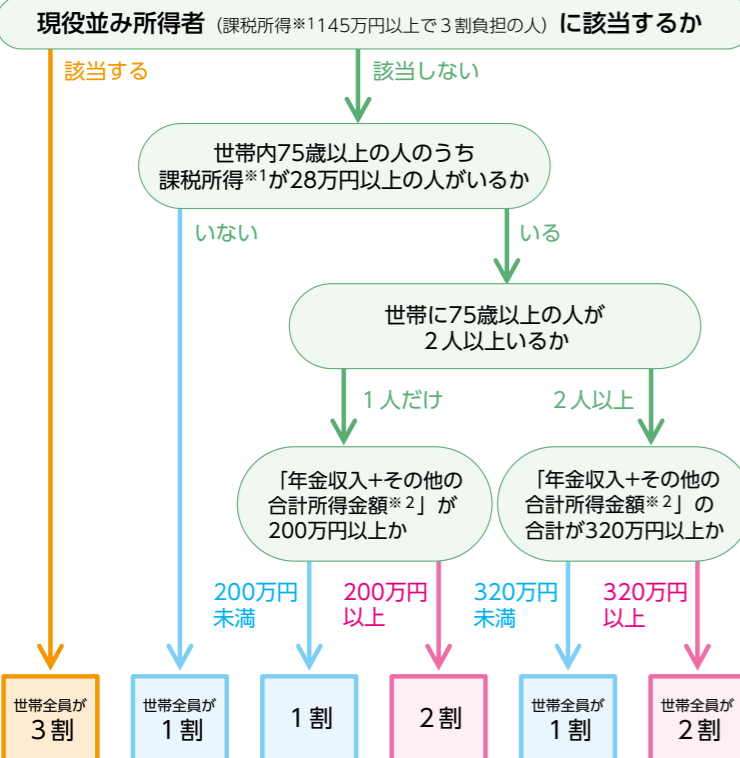 現役並み所得者（課税所得※1145万円以上で３割負担の人）に該当するか
該当する
該当しない
世帯内75歳以上の人のうち
課税所得※1が28万円以上の人がいるか
いない
いる
世帯に75歳以上の人が
２人以上いるか
１人だけ
２人以上
「年金収入+その他の
合計所得金額※２」が
200万円以上か
「年金収入+その他の
合計所得金額※２」の
合計が320万円以上か
200万円
未満
200万円
以上
320万円
未満
320万円
以上
世帯全員が
３割
世帯全員が
１割
１割
２割
世帯全員が
１割
世帯全員が
２割